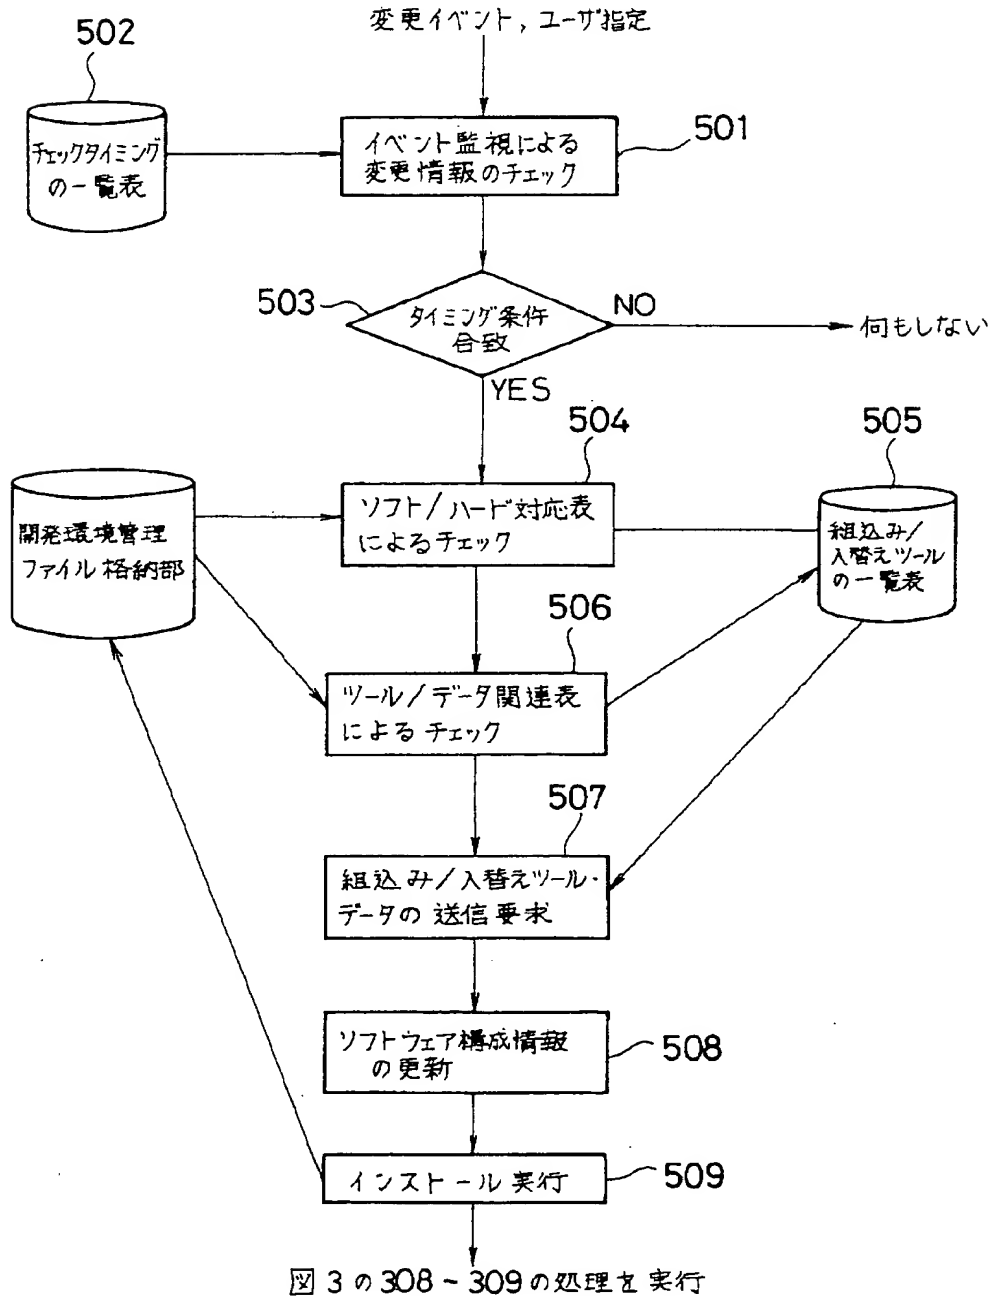 変更イベント, ユーザ指定
502
チェックタイミング
の一覧表
イベント監視による
変更情報のチェック
501
503
タイミング条件
合致
NO
何もしない
YES
504
505
開発環境管理
ファイル格納部
ソフト/ハード対応表
によるチェック
組込み/
入替えツール
の一覧表
506
ツール/データ関連表
によるチェック
507
組込み/入替えツール・
データの送信要求
ソフトウェア構成情報
の更新
508
インストール実行
509
図3の308~309の処理を実行